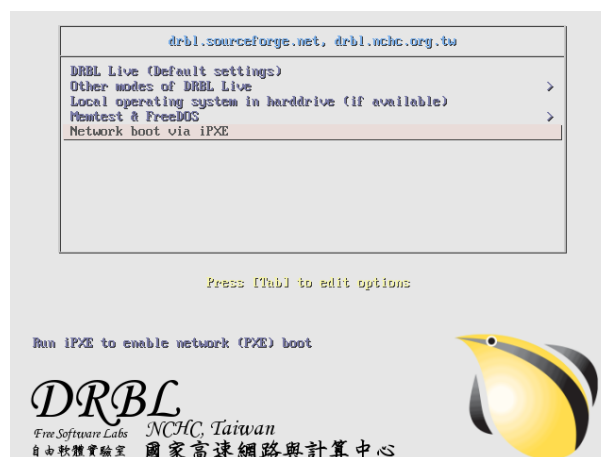 drbl.sourceforge.net, drbl.nchc.org.tw
DRBL Live (Default settings)
Other modes of DRBL Live >
Local operating system in harddrive (if available)
Memtest & FreeDOS >
Network boot via iPXE
Press [Tab] to edit options
Run iPXE to enable network (PXE) boot
DRBL
Free Software Labs NCHC, Taiwan
自由軟體實驗室 國家高速網路與計算中心